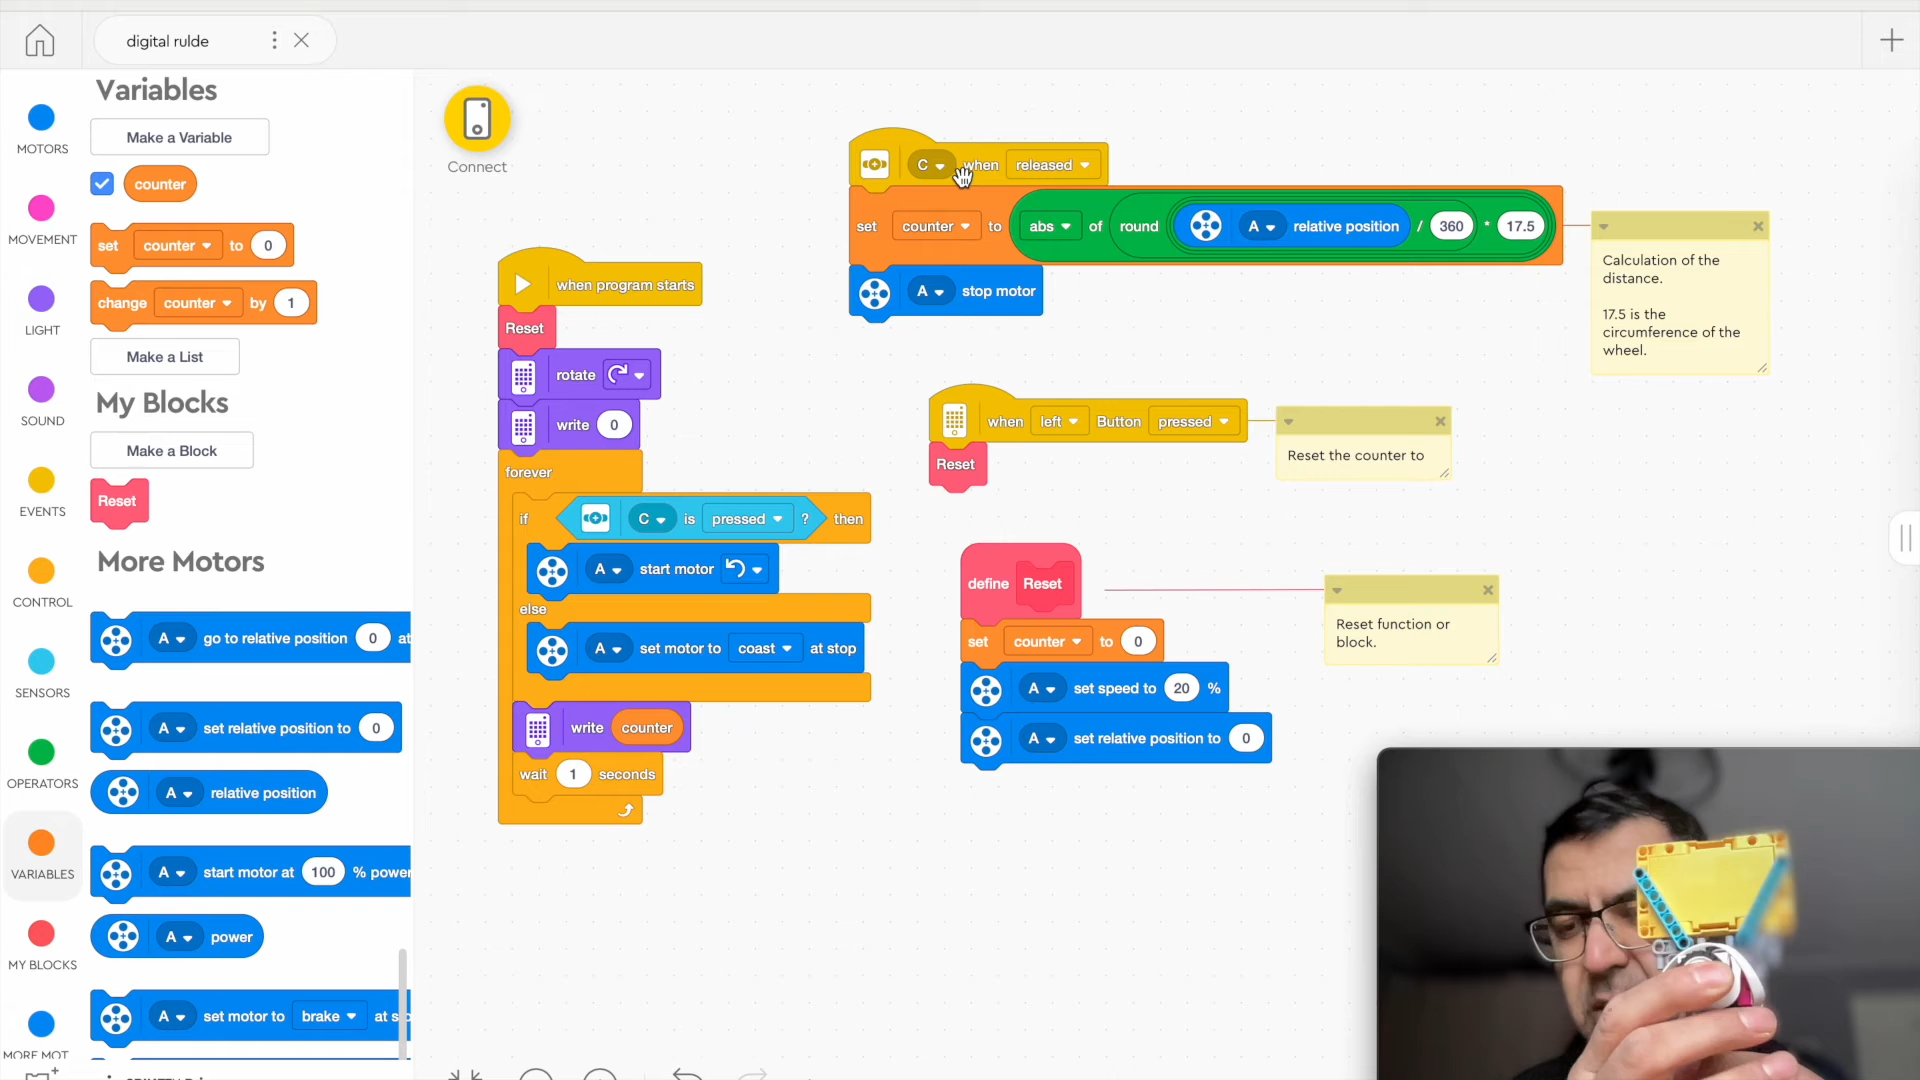 digital rulde
Variables
Make a Variable
counter
set counter to 0
change counter by 1
Make a List
My Blocks
Make a Block
Reset
More Motors
A go to relative position 0 at
A set relative position to 0
A relative position
A start motor at 100 % power
A power
A set motor to brake at
MOTORS
MOVEMENT
LIGHT
SOUND
EVENTS
CONTROL
SENSORS
OPERATORS
VARIABLES
MY BLOCKS
MORE MOT
Connect
when program starts
Reset
rotate
write 0
forever
if C is pressed ? then
A start motor
else
A set motor to coast at stop
write counter
wait 1 seconds
C when released
set counter to abs of round A relative position / 360 * 17.5
A stop motor
Calculation of the
distance.
17.5 is the
circumference of the
wheel.
when left Button pressed
Reset
Reset the counter to
define Reset
set counter to 0
A set speed to 20 %
A set relative position to 0
Reset function or
block.